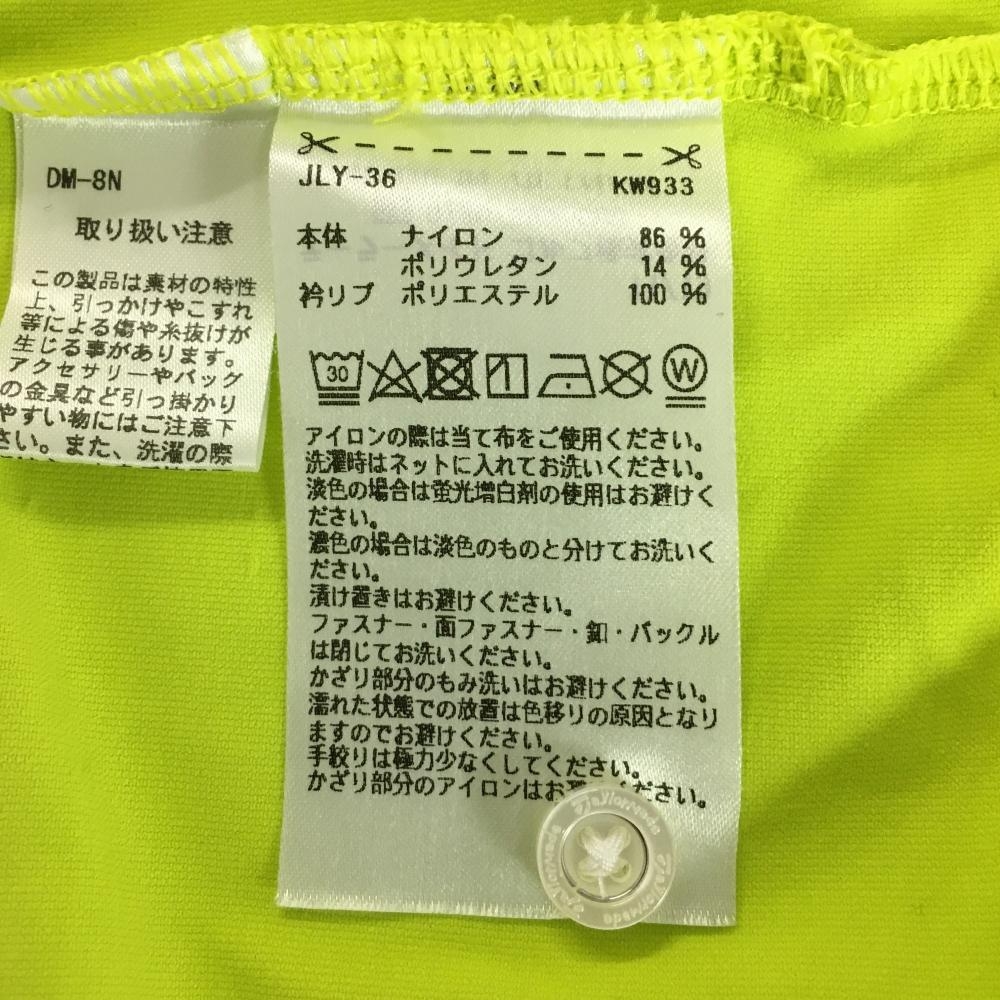 DM-8N
取り扱い注意
この製品は素材の特性
上、引っかけやこすれ
等による傷や糸抜けが
生じる事があります。
アクセサリーやバッグ
の金具など引っ掛かり
やすい物にはご注意下
さい。また、洗濯の際
JLY-36 KW933
本体 ナイロン 86 %
ポリウレタン 14 %
衿リブ ポリエステル 100 %
30 W
アイロンの際は当て布をご使用ください。
洗濯時はネットに入れてお洗いください。
淡色の場合は蛍光増白剤の使用はお避けく
ださい。
濃色の場合は淡色のものと分けてお洗いく
ださい。
漬け置きはお避けください。
ファスナー・面ファスナー・釦・バックル
は閉じてお洗いください。
かざり部分のもみ洗いはお避けください。
濡れた状態での放置は色移りの原因となり
ますのでお避けください。
手絞りは極力少なくしてください。
かざり部分のアイロンはお ださい。
TaylorMade
TaylorMade
TaylorMade